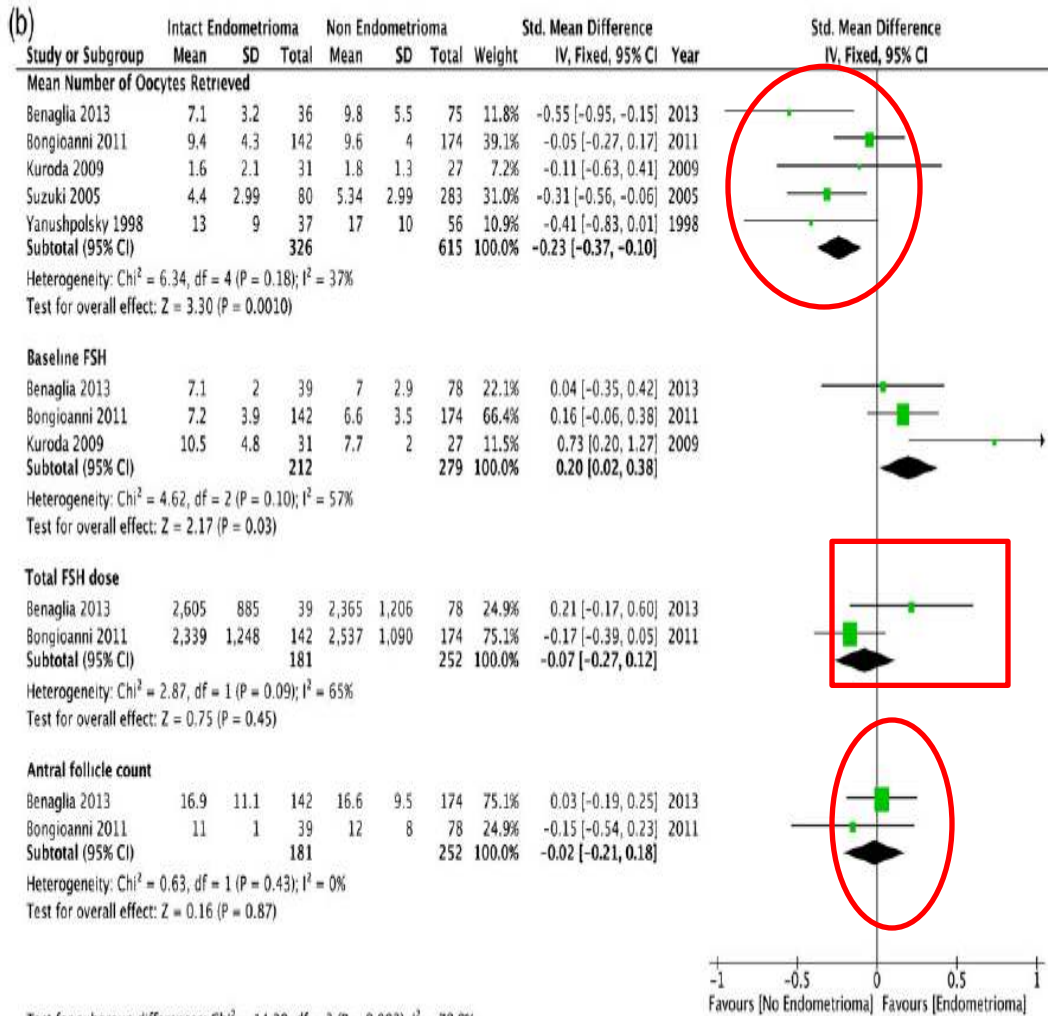 (b)
Intact Endometrioma Non Endometrioma Std. Mean Difference Std. Mean Difference
Study or Subgroup Mean SD Total Mean SD Total Weight IV, Fixed, 95% CI Year IV, Fixed, 95% CI
Mean Number of Oocytes Retrieved
Benaglia 2013 7.1 3.2 36 9.8 5.5 75 11.8% -0.55 [-0.95, -0.15] 2013
Bongioanni 2011 9.4 4.3 142 9.6 4 174 39.1% -0.05 [-0.27, 0.17] 2011
Kuroda 2009 1.6 2.1 31 1.8 1.3 27 7.2% -0.11 [-0.63, 0.41] 2009
Suzuki 2005 4.4 2.99 80 5.34 2.99 283 31.0% -0.31 [-0.56, -0.06] 2005
Yanushpolsky 1998 13 9 37 17 10 56 10.9% -0.41 [-0.83, 0.01] 1998
Subtotal (95% CI) 326 615 100.0% -0.23 [-0.37, -0.10]
Heterogeneity: Chi² = 6.34, df = 4 (P = 0.18); I² = 37%
Test for overall effect: Z = 3.30 (P = 0.0010)
Baseline FSH
Benaglia 2013 7.1 2 39 7 2.9 78 22.1% 0.04 [-0.35, 0.42] 2013
Bongioanni 2011 7.2 3.9 142 6.6 3.5 174 66.4% 0.16 [-0.06, 0.38] 2011
Kuroda 2009 10.5 4.8 31 7.7 2 27 11.5% 0.73 [0.20, 1.27] 2009
Subtotal (95% CI) 212 279 100.0% 0.20 [0.02, 0.38]
Heterogeneity: Chi² = 4.62, df = 2 (P = 0.10); I² = 57%
Test for overall effect: Z = 2.17 (P = 0.03)
Total FSH dose
Benaglia 2013 2,605 885 39 2,365 1,206 78 24.9% 0.21 [-0.17, 0.60] 2013
Bongioanni 2011 2,339 1,248 142 2,537 1,090 174 75.1% -0.17 [-0.39, 0.05] 2011
Subtotal (95% CI) 181 252 100.0% -0.07 [-0.27, 0.12]
Heterogeneity: Chi² = 2.87, df = 1 (P = 0.09); I² = 65%
Test for overall effect: Z = 0.75 (P = 0.45)
Antral follicle count
Benaglia 2013 16.9 11.1 142 16.6 9.5 174 75.1% 0.03 [-0.19, 0.25] 2013
Bongioanni 2011 11 1 39 12 8 78 24.9% -0.15 [-0.54, 0.23] 2011
Subtotal (95% CI) 181 252 100.0% -0.02 [-0.21, 0.18]
Heterogeneity: Chi² = 0.63, df = 1 (P = 0.43); I² = 0%
Test for overall effect: Z = 0.16 (P = 0.87)
-1 -0.5 0 0.5 1
Favours [No Endometrioma] Favours [Endometrioma]